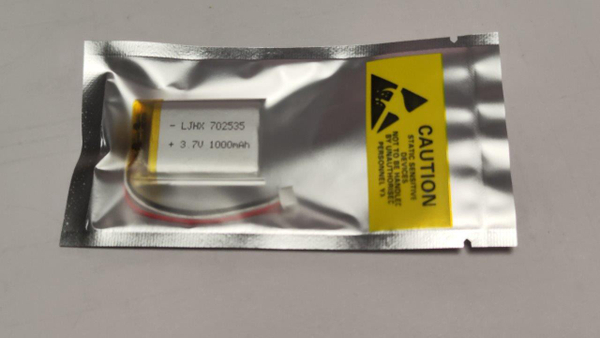 - LJHX 702535
+ 3 7V 1000mAh
CAUTION
STATIC SENSITIVE
DEVICES
NOT TO BE HANDLED
BY UNAUTHORISED
PERSONNEL